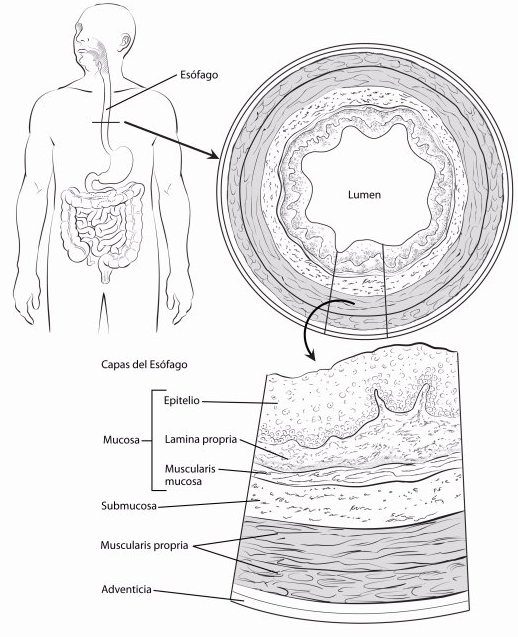 Esófago
Lumen
Capas del Esófago
Epitelio
Mucosa
Lamina propria
Muscularis
mucosa
Submucosa
Muscularis propria
Adventicia